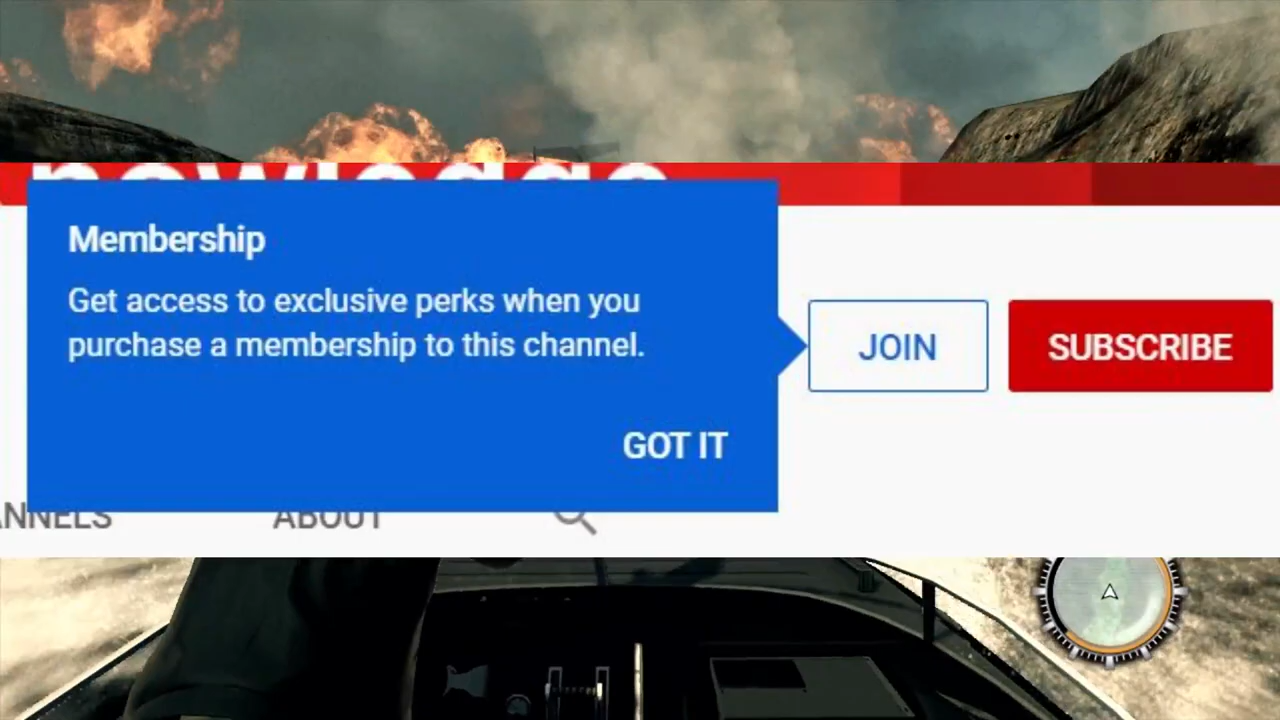 Membership
Get access to exclusive perks when you
purchase a membership to this channel.
JOIN
SUBSCRIBE
GOT IT
ABOUT